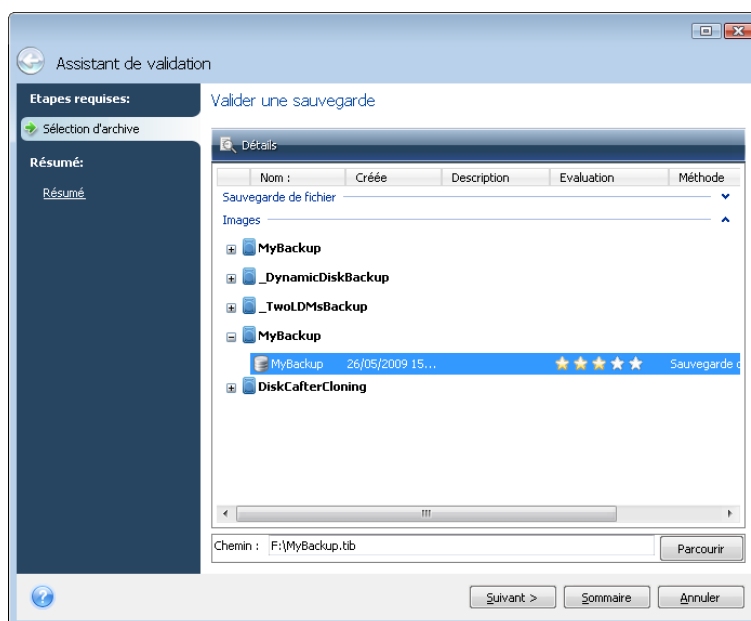 Assistant de validation
Etapes requises:
Sélection d'archive
Résumé:
Résumé
Valider une sauvegarde
Détails
Nom : Créée Description Evaluation Méthode
Sauvegarde de fichier
Images
MyBackup
_DynamicDiskBackup
_TwoLDMsBackup
MyBackup
MyBackup 26/05/2009 15... Sauvegarde d
DiskCafterCloning
Chemin : F:\MyBackup.tib Parcourir
Suivant > Sommaire Annuler